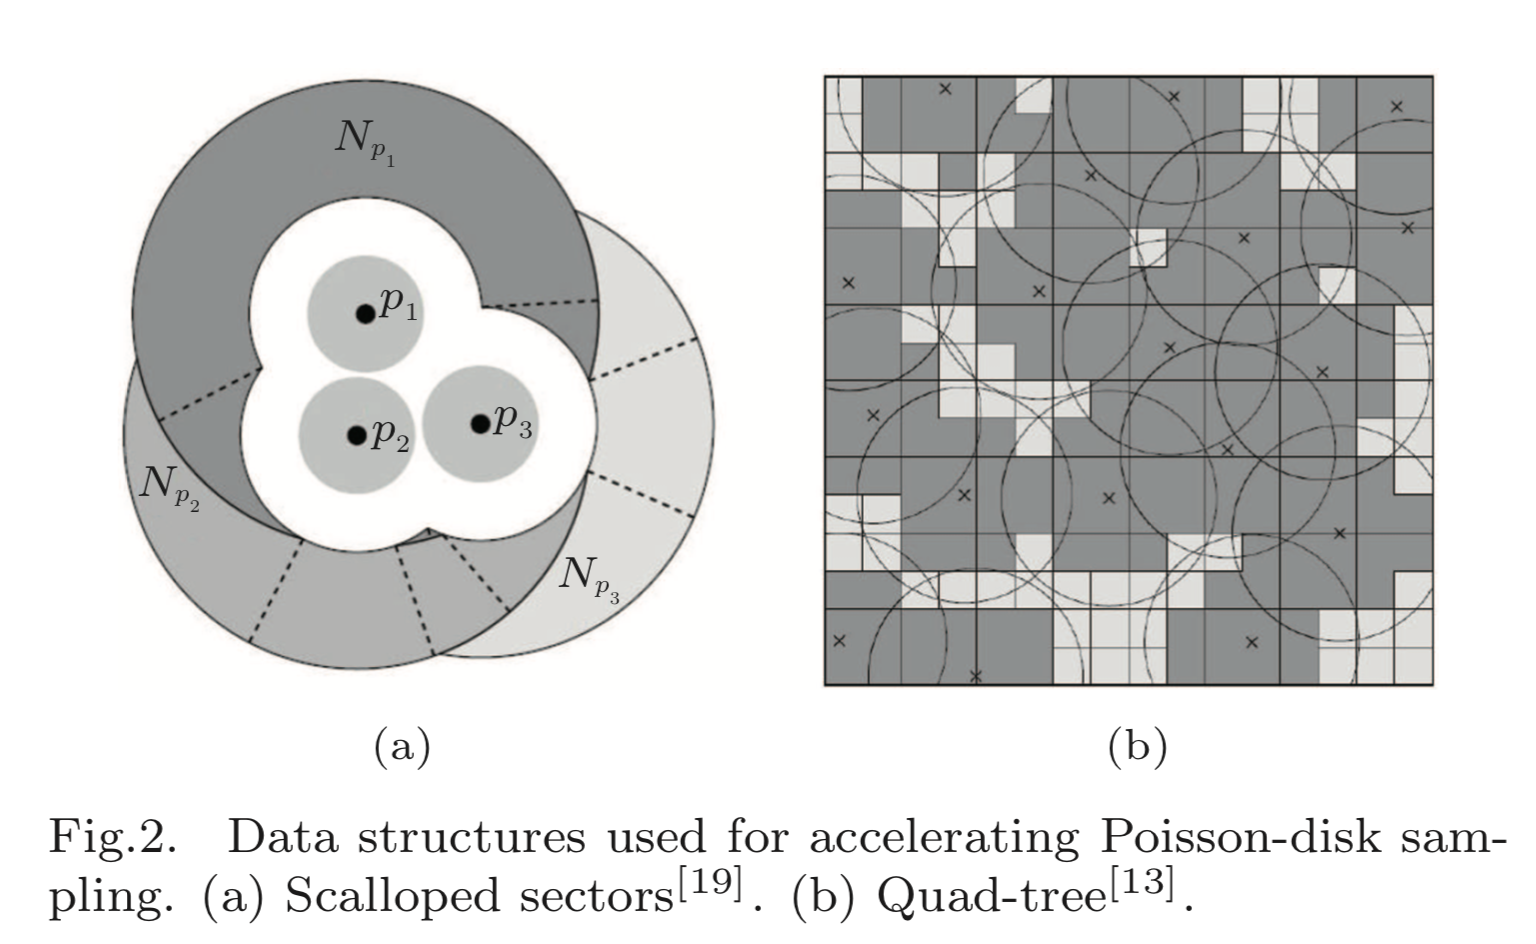 N_{p_1}
p_1
p_2
p_3
N_{p_2}
N_{p_3}
(a)
(b)
Fig.2. Data structures used for accelerating Poisson-disk sam-
pling. (a) Scalloped sectors^{[19]}. (b) Quad-tree^{[13]}.